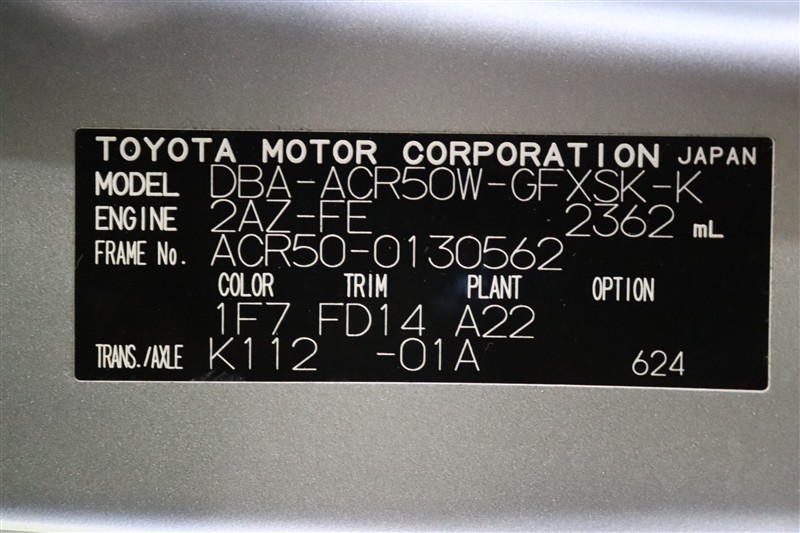 TOYOTA MOTOR CORPORATION JAPAN
MODEL DBA-ACR50W-GFXSK-K
ENGINE 2AZ-FE 2362 mL
FRAME No. ACR50-0130562
COLOR TRIM PLANT OPTION
1F7 FD14 A22
TRANS./AXLE K112 -01A 624